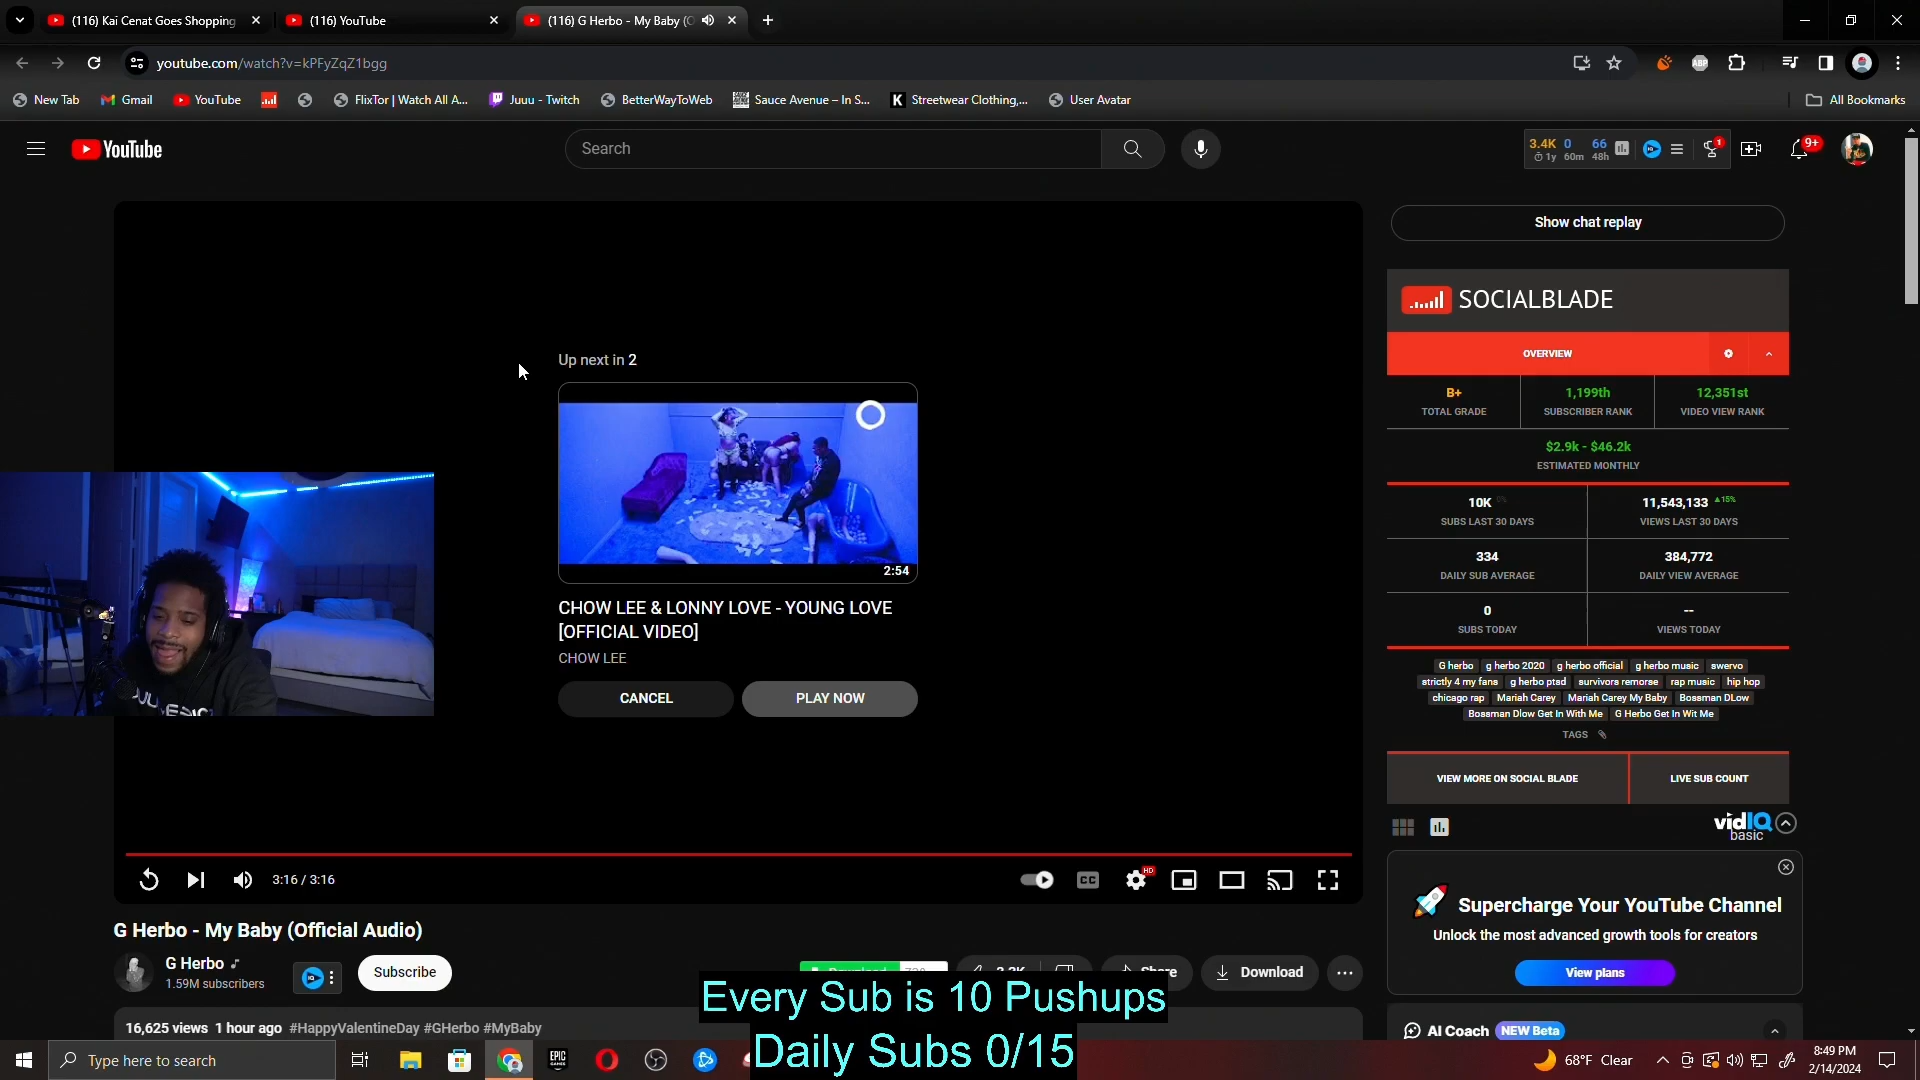 (116) Kai Cenat Goes Shopping
(116) YouTube
(116) G Herbo - My Baby (O
youtube.com/watch?v=kPFyZqZ1bgg
ABP
New Tab
Gmail
YouTube
FlixTor | Watch All A...
Juuu - Twitch
BetterWayToWeb
Sauce Avenue – In S...
K Streetwear Clothing,...
User Avatar
All Bookmarks
YouTube
Search
3.4K 0 66
1y 60m 48h
1
9+
Show chat replay
SOCIALBLADE
OVERVIEW
B+
TOTAL GRADE
1,199th
SUBSCRIBER RANK
12,351st
VIDEO VIEW RANK
$2.9k - $46.2k
ESTIMATED MONTHLY
10K 0%
SUBS LAST 30 DAYS
11,543,133 ▲15%
VIEWS LAST 30 DAYS
334
DAILY SUB AVERAGE
384,772
DAILY VIEW AVERAGE
0
SUBS TODAY
--
VIEWS TODAY
G herbo g herbo 2020 g herbo official g herbo music swervo
strictly 4 my fans g herbo ptsd survivors remorse rap music hip hop
chicago rap Mariah Carey Mariah Carey My Baby Bossman DLow
Bossman Dlow Get In With Me G Herbo Get In Wit Me
TAGS
VIEW MORE ON SOCIAL BLADE
LIVE SUB COUNT
vidIQ
basic
Supercharge Your YouTube Channel
Unlock the most advanced growth tools for creators
View plans
AI Coach NEW Beta
Up next in 2
2:54
CHOW LEE & LONNY LOVE - YOUNG LOVE
[OFFICIAL VIDEO]
CHOW LEE
CANCEL
PLAY NOW
3:16 / 3:16
CC
HD
G Herbo - My Baby (Official Audio)
G Herbo
1.59M subscribers
Subscribe
Download
Share
Download
16,625 views 1 hour ago #HappyValentineDay #GHerbo #MyBaby
Every Sub is 10 Pushups
Daily Subs 0/15
Type here to search
EPIC
GAMES
68°F Clear
8:49 PM
2/14/2024